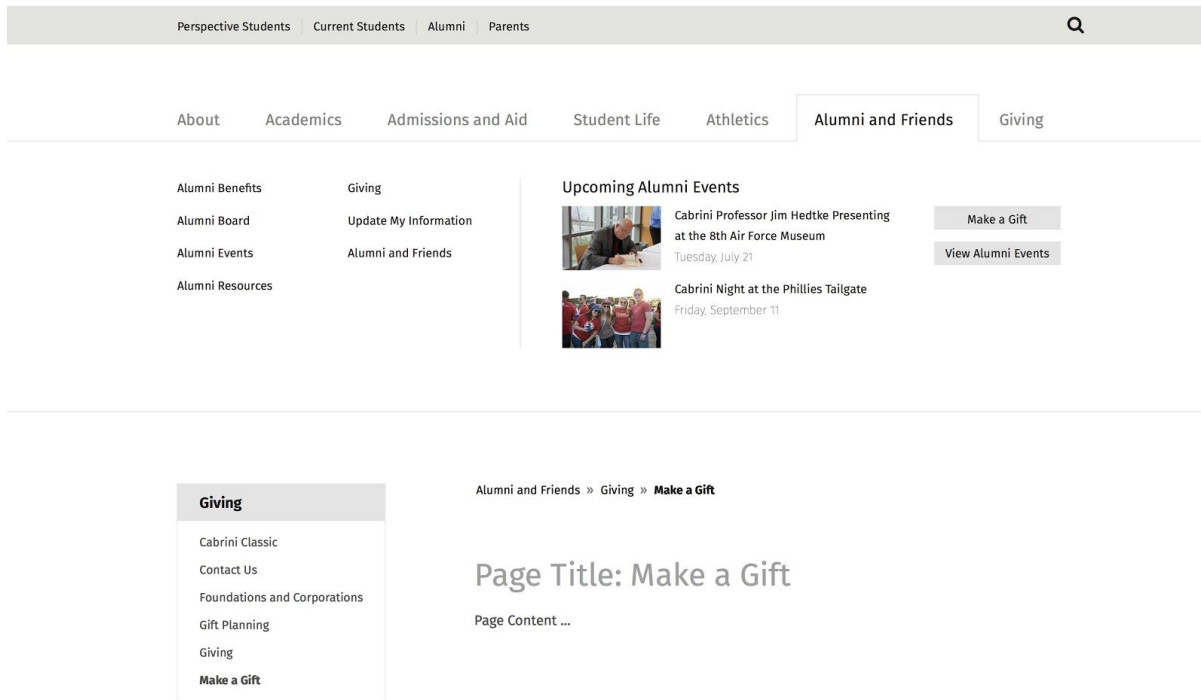 Perspective Students Current Students Alumni Parents
About Academics Admissions and Aid Student Life Athletics Alumni and Friends Giving
Alumni Benefits
Alumni Board
Alumni Events
Alumni Resources
Giving
Update My Information
Alumni and Friends
Upcoming Alumni Events
Cabrini Professor Jim Hedtke Presenting
at the 8th Air Force Museum
Tuesday, July 21
Cabrini Night at the Phillies Tailgate
Friday, September 11
Make a Gift
View Alumni Events
Giving
Cabrini Classic
Contact Us
Foundations and Corporations
Gift Planning
Giving
Make a Gift
Alumni and Friends » Giving » Make a Gift
Page Title: Make a Gift
Page Content ...